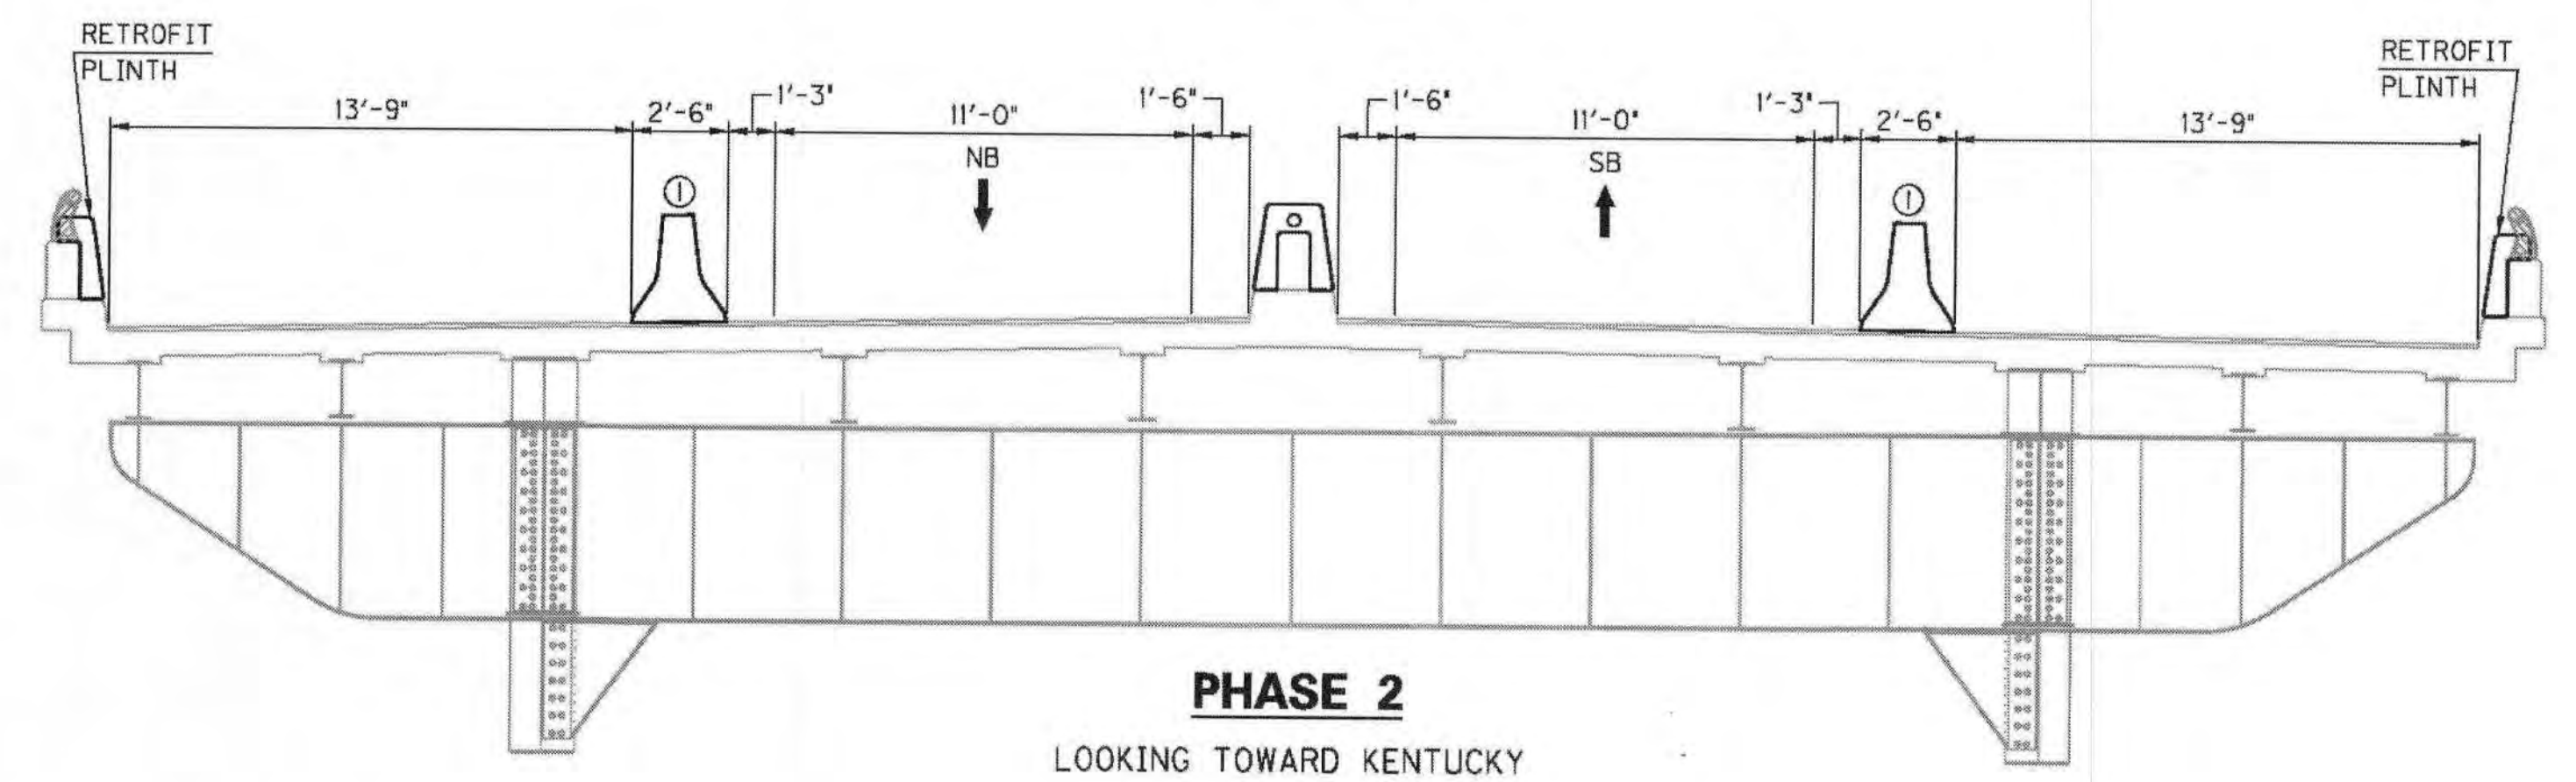 RETROFIT
PLINTH
13'-9"
2'-6"
1'-3"
11'-0"
1'-6"
1'-6"
11'-0"
1'-3"
2'-6"
13'-9"
RETROFIT
PLINTH
NB
SB
1
1
PHASE 2
LOOKING TOWARD KENTUCKY